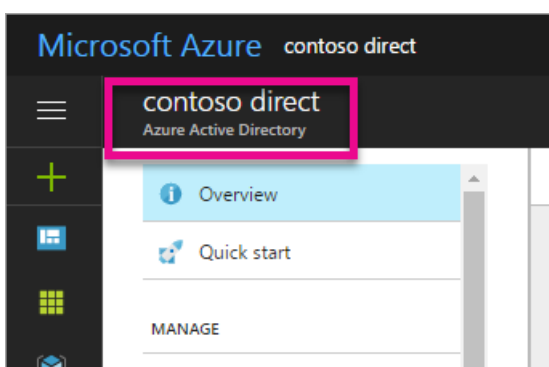 Microsoft Azure contoso direct
contoso direct
Azure Active Directory
Overview
Quick start
MANAGE